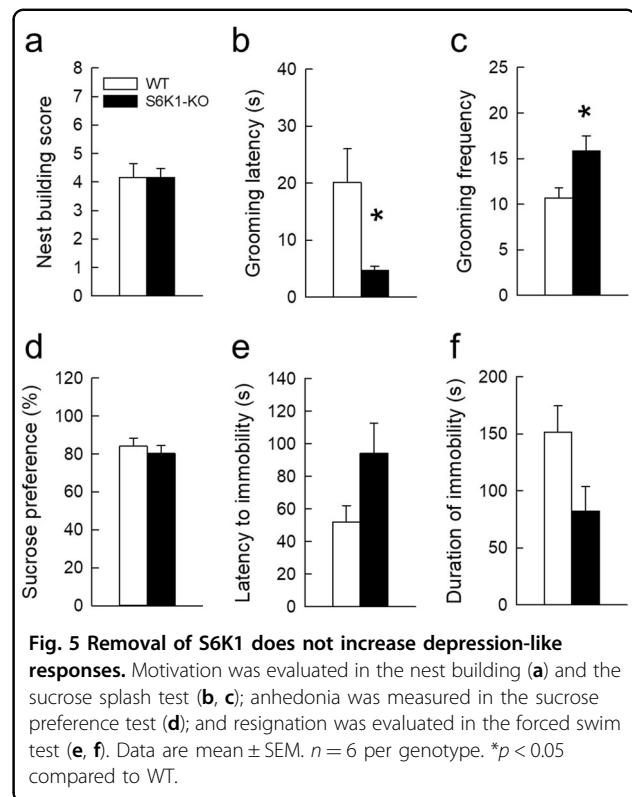 a
b
c
WT
S6K1-KO
Nest building score
8
7
6
5
4
3
2
1
0
Grooming latency (s)
40
30
20
10
0
*
Grooming frequency
25
20
15
10
5
0
*
d
e
f
Sucrose preference (%)
120
100
80
60
40
20
0
Latency to immobility (s)
140
120
100
80
60
40
20
0
Duration of immobility (s)
200
150
100
50
0
Fig. 5 Removal of S6K1 does not increase depression-like
responses. Motivation was evaluated in the nest building (a) and the
sucrose splash test (b, c); anhedonia was measured in the sucrose
preference test (d); and resignation was evaluated in the forced swim
test (e, f). Data are mean ± SEM. n = 6 per genotype. *p < 0.05
compared to WT.